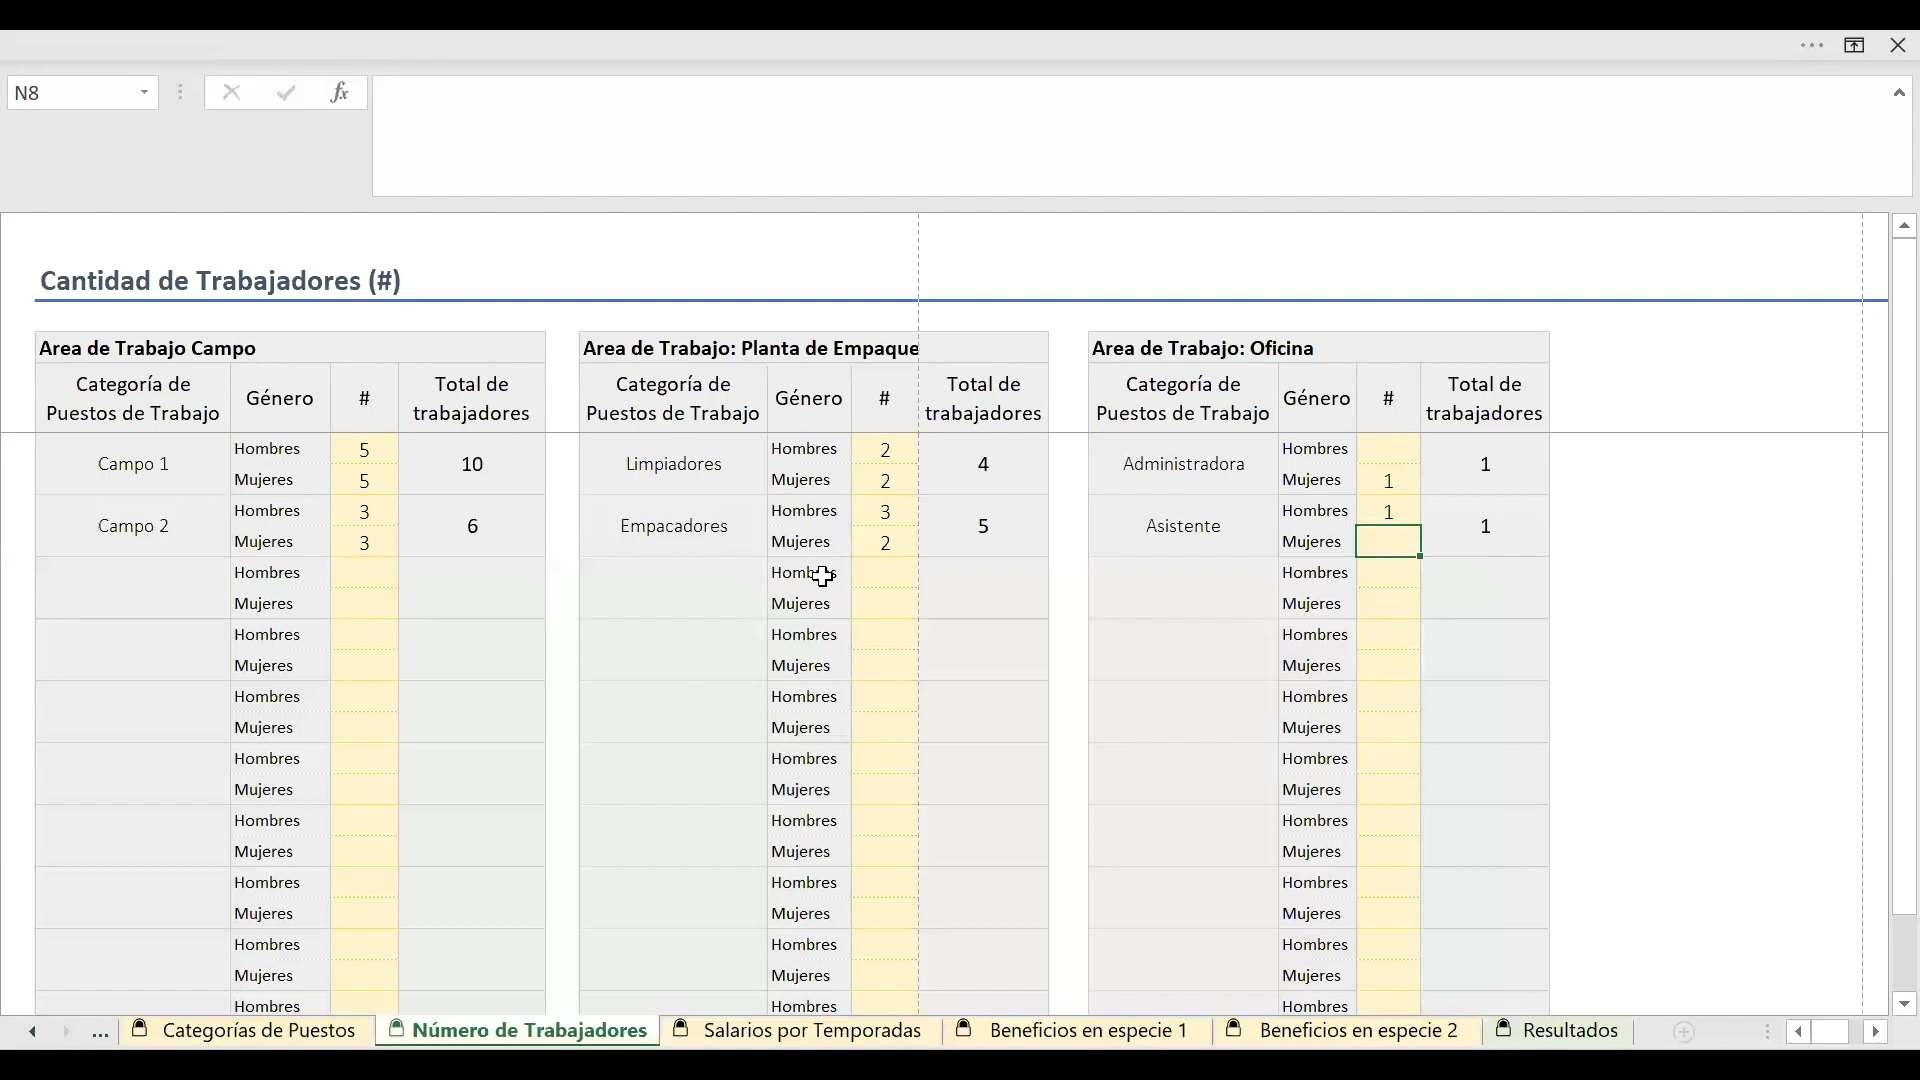 N8
fx
Cantidad de Trabajadores (#)
Area de Trabajo Campo
Area de Trabajo: Planta de Empaque
Area de Trabajo: Oficina
Categoría de Puestos de Trabajo Género # Total de trabajadores
Categoría de Puestos de Trabajo Género # Total de trabajadores
Categoría de Puestos de Trabajo Género # Total de trabajadores
Campo 1 Hombres 5 10 Limpiadores Hombres 2 4 Administradora Hombres 1
Mujeres 5 Mujeres 2 Mujeres 1
Campo 2 Hombres 3 6 Empacadores Hombres 3 5 Asistente Hombres 1 1
Mujeres 3 Mujeres 2 Mujeres
Hombres Hombres Hombres
Mujeres Mujeres Mujeres
Hombres Hombres Hombres
Mujeres Mujeres Mujeres
Hombres Hombres Hombres
Mujeres Mujeres Mujeres
Hombres Hombres Hombres
Mujeres Mujeres Mujeres
Hombres Hombres Hombres
Mujeres Mujeres Mujeres
Hombres Hombres Hombres
Mujeres Mujeres Mujeres
Hombres Hombres Hombres
Mujeres Mujeres Mujeres
Hombres Hombres Hombres
... Categorías de Puestos Número de Trabajadores Salarios por Temporadas Beneficios en especie 1 Beneficios en especie 2 Resultados